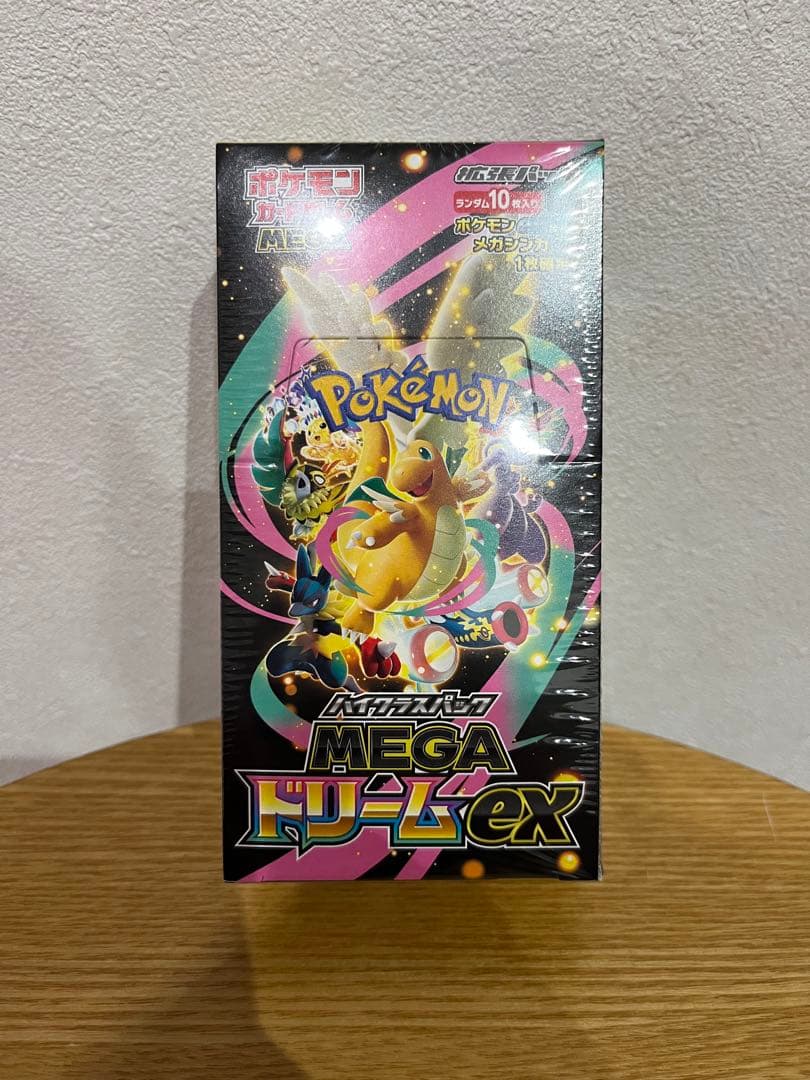 ポケモン
カードゲーム
MEGA
拡張パック
ランダム10枚入り
ポケモン
メガシンカ
1枚
POKéMON
ハイクラスパック
MEGA
ドリームex